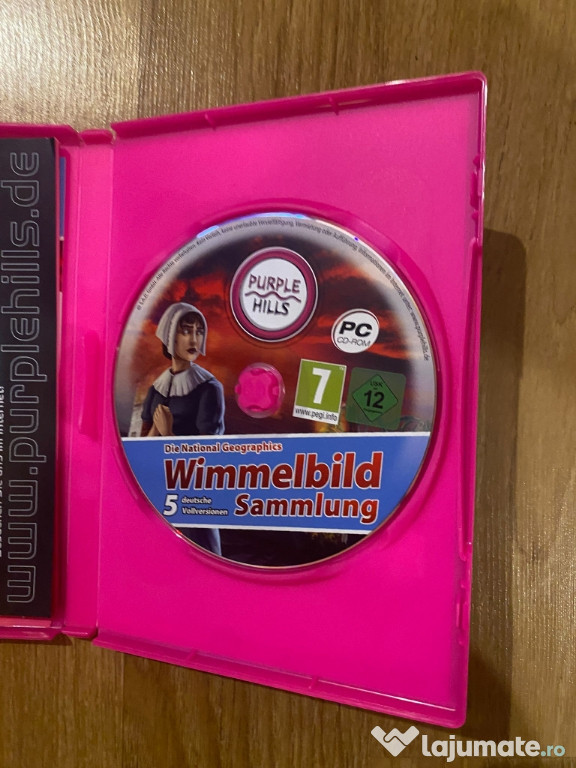 www.purplehills.de
PURPLE
HILLS
PC
CD-ROM
7
www.pegi.info
USK
12
Die National Geographics
Wimmelbild
5 deutsche
Vollversionen
Sammlung
lajumate.ro